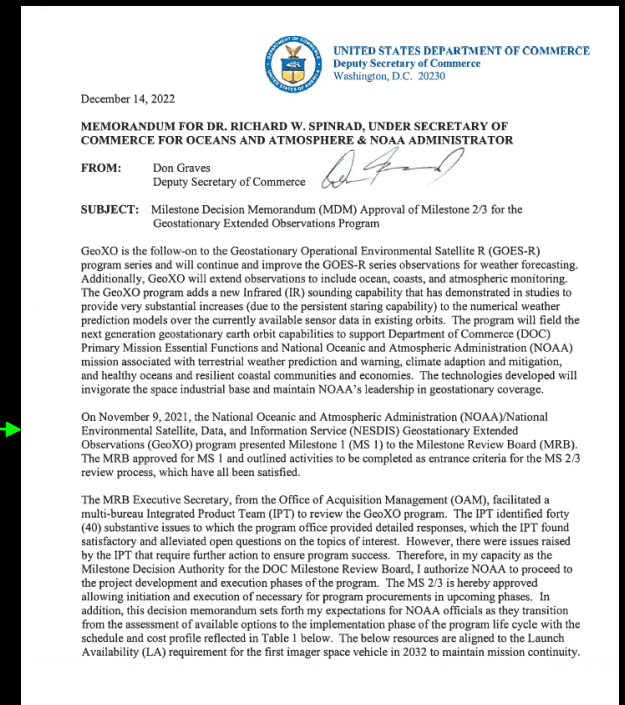 UNITED STATES DEPARTMENT OF COMMERCE
Deputy Secretary of Commerce
Washington, D.C. 20230
December 14, 2022
MEMORANDUM FOR DR. RICHARD W. SPINRAD, UNDER SECRETARY OF
COMMERCE FOR OCEANS AND ATMOSPHERE & NOAA ADMINISTRATOR
FROM: Don Graves
Deputy Secretary of Commerce
SUBJECT: Milestone Decision Memorandum (MDM) Approval of Milestone 2/3 for the
Geostationary Extended Observations Program
GeoXO is the follow-on to the Geostationary Operational Environmental Satellite R (GOES-R)
program series and will continue and improve the GOES-R series observations for weather forecasting.
Additionally, GeoXO will extend observations to include ocean, coasts, and atmospheric monitoring.
The GeoXO program adds a new Infrared (IR) sounding capability that has demonstrated in studies to
provide very substantial increases (due to the persistent staring capability) to the numerical weather
prediction models over the currently available sensor data in existing orbits. The program will field the
next generation geostationary earth orbit capabilities to support Department of Commerce (DOC)
Primary Mission Essential Functions and National Oceanic and Atmospheric Administration (NOAA)
mission associated with terrestrial weather prediction and warning, climate adaption and mitigation,
and healthy oceans and resilient coastal communities and economies. The technologies developed will
invigorate the space industrial base and maintain NOAA's leadership in geostationary coverage.
On November 9, 2021, the National Oceanic and Atmospheric Administration (NOAA)/National
Environmental Satellite, Data, and Information Service (NESDIS) Geostationary Extended
Observations (GeoXO) program presented Milestone 1 (MS 1) to the Milestone Review Board (MRB).
The MRB approved for MS 1 and outlined activities to be completed as entrance criteria for the MS 2/3
review process, which have all been satisfied.
The MRB Executive Secretary, from the Office of Acquisition Management (OAM), facilitated a
multi-bureau Integrated Product Team (IPT) to review the GeoXO program. The IPT identified forty
(40) substantive issues to which the program office provided detailed responses, which the IPT found
satisfactory and alleviated open questions on the topics of interest. However, there were issues raised
by the IPT that require further action to ensure program success. Therefore, in my capacity as the
Milestone Decision Authority for the DOC Milestone Review Board, I authorize NOAA to proceed to
the project development and execution phases of the program. The MS 2/3 is hereby approved
allowing initiation and execution of necessary for program procurements in upcoming phases. In
addition, this decision memorandum sets forth my expectations for NOAA officials as they transition
from the assessment of available options to the implementation phase of the program life cycle with the
schedule and cost profile reflected in Table 1 below. The below resources are aligned to the Launch
Availability (LA) requirement for the first imager space vehicle in 2032 to maintain mission continuity.